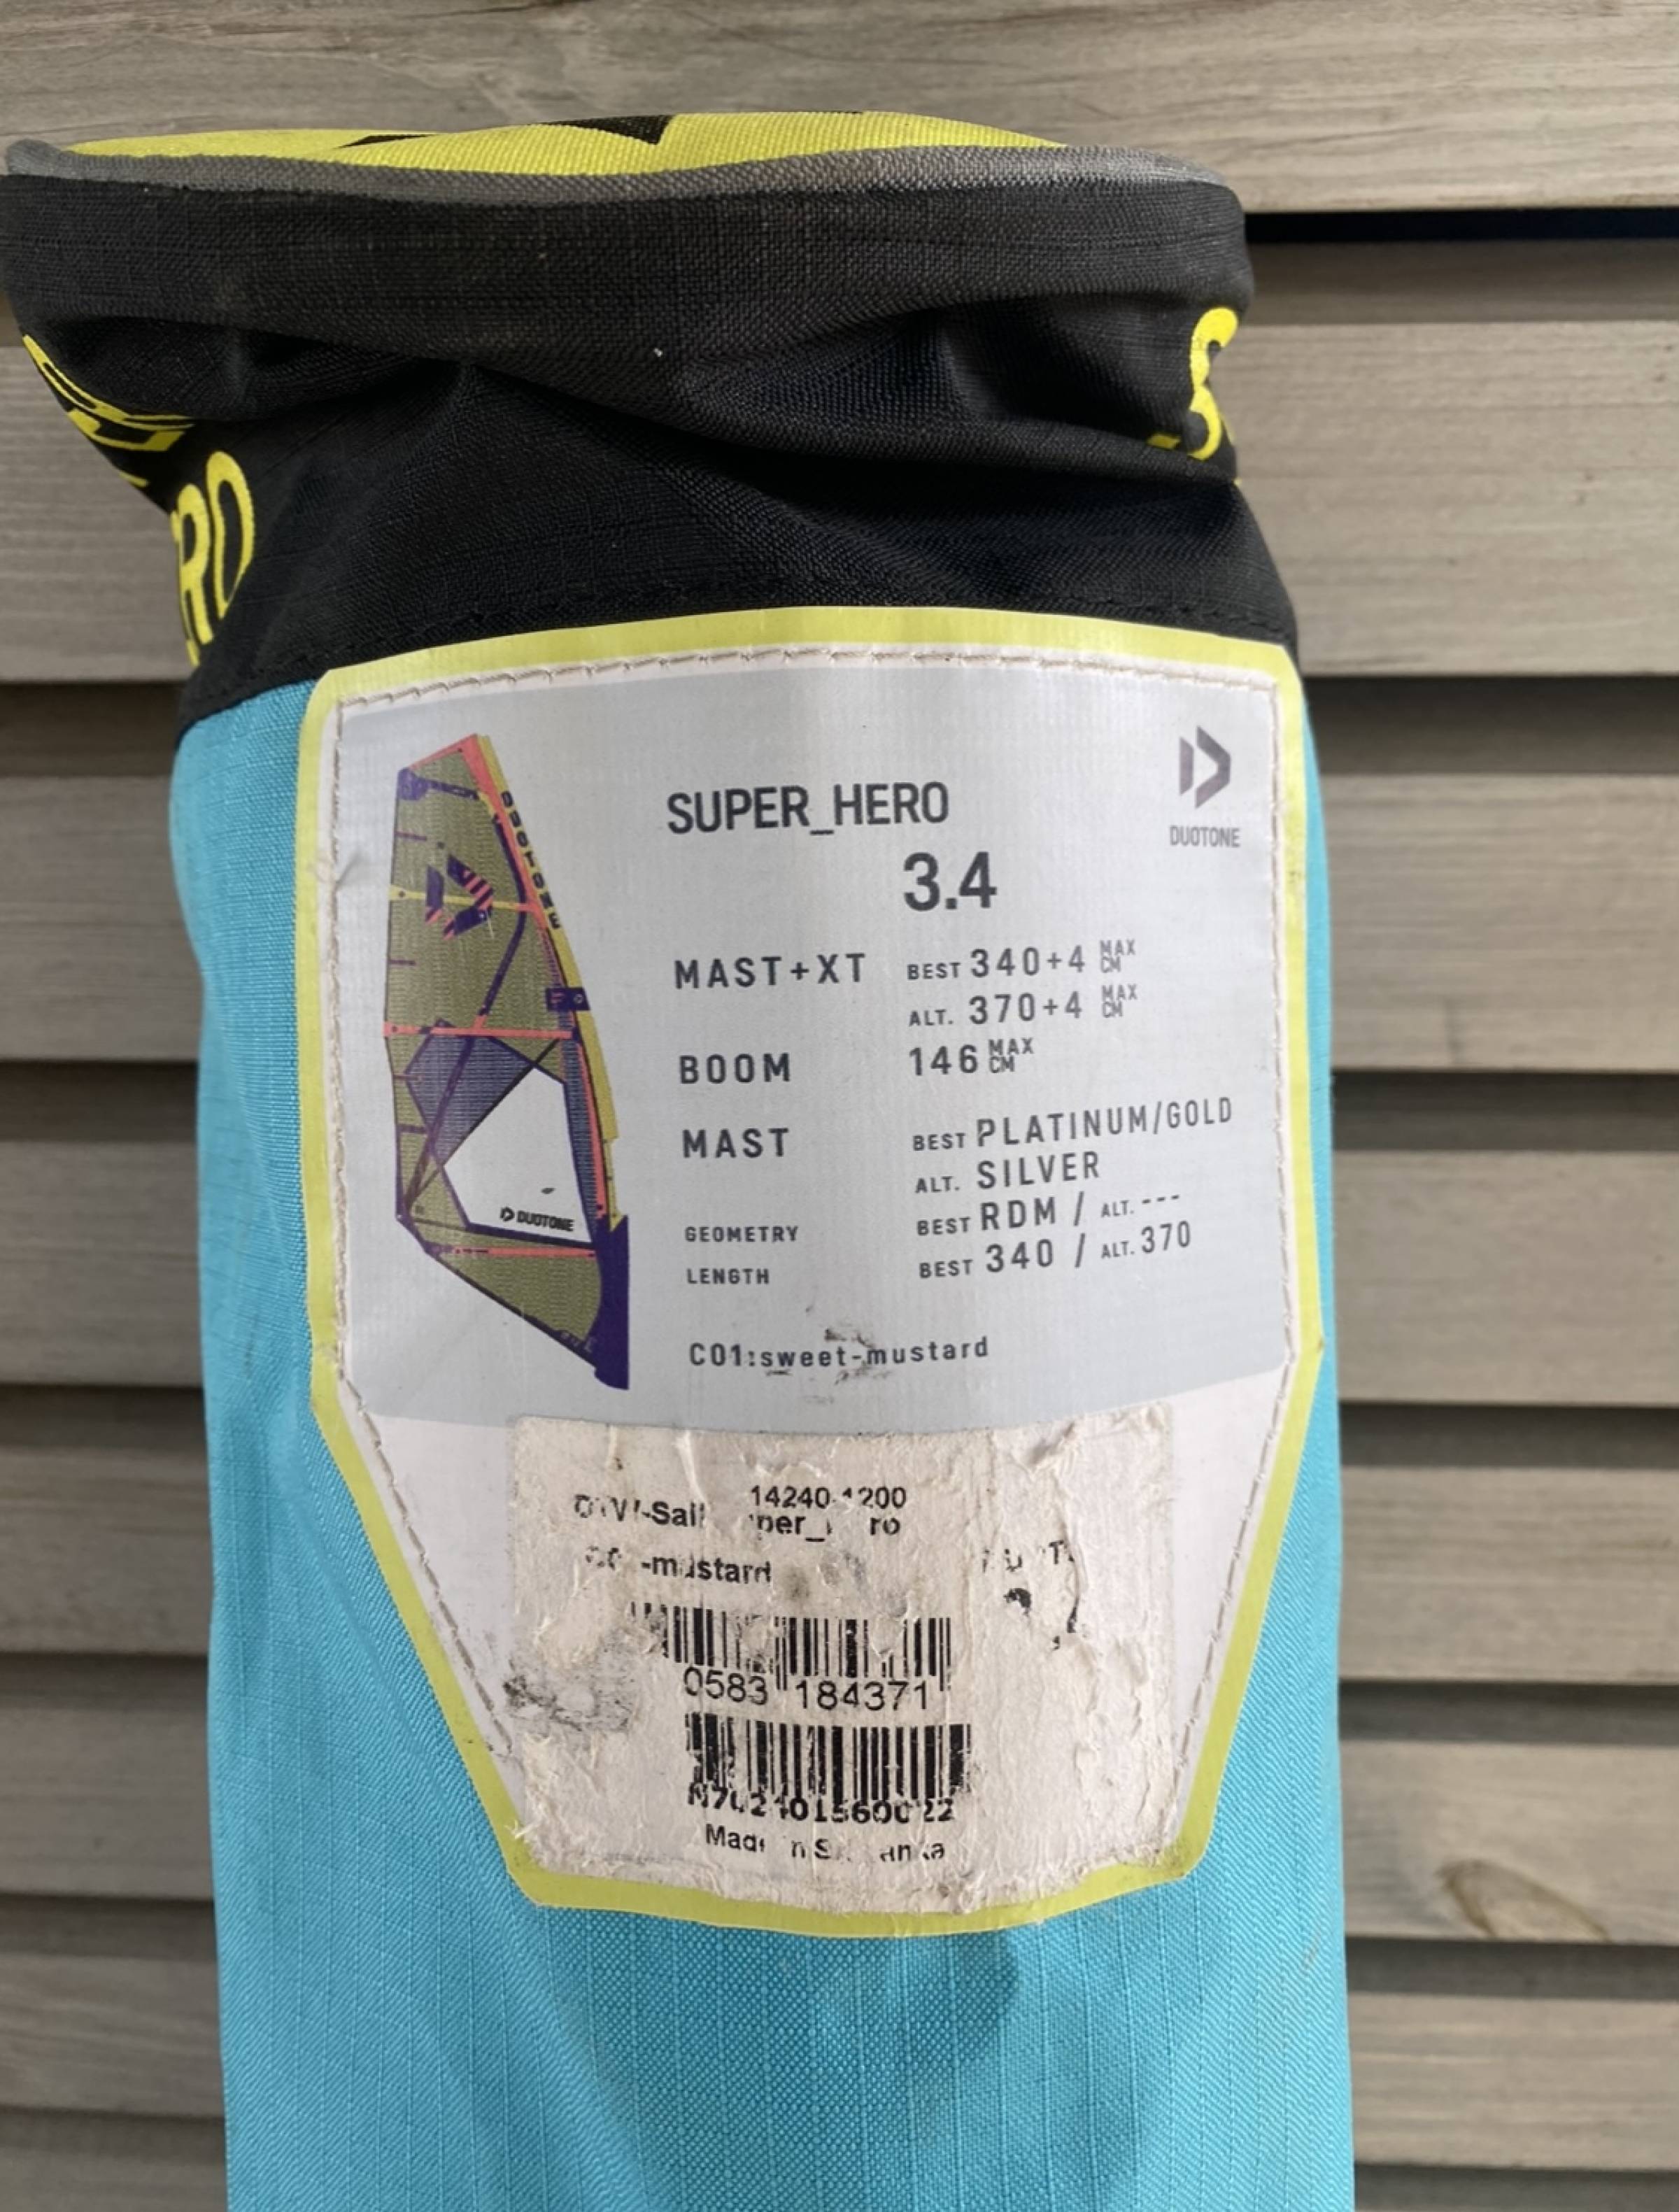 SUPER_HERO
3.4
DUOTONE
MAST+XT BEST 340+4 MAX CM
ALT. 370+4 MAX CM
BOOM 146 MAX CM
MAST BEST PLATINUM/GOLD
ALT. SILVER
GEOMETRY BEST RDM / ALT. ---
LENGTH BEST 340 / ALT. 370
C01:sweet-mustard
DUOTONE
DUOTONE
14240-1200
-mustard
0583 184371